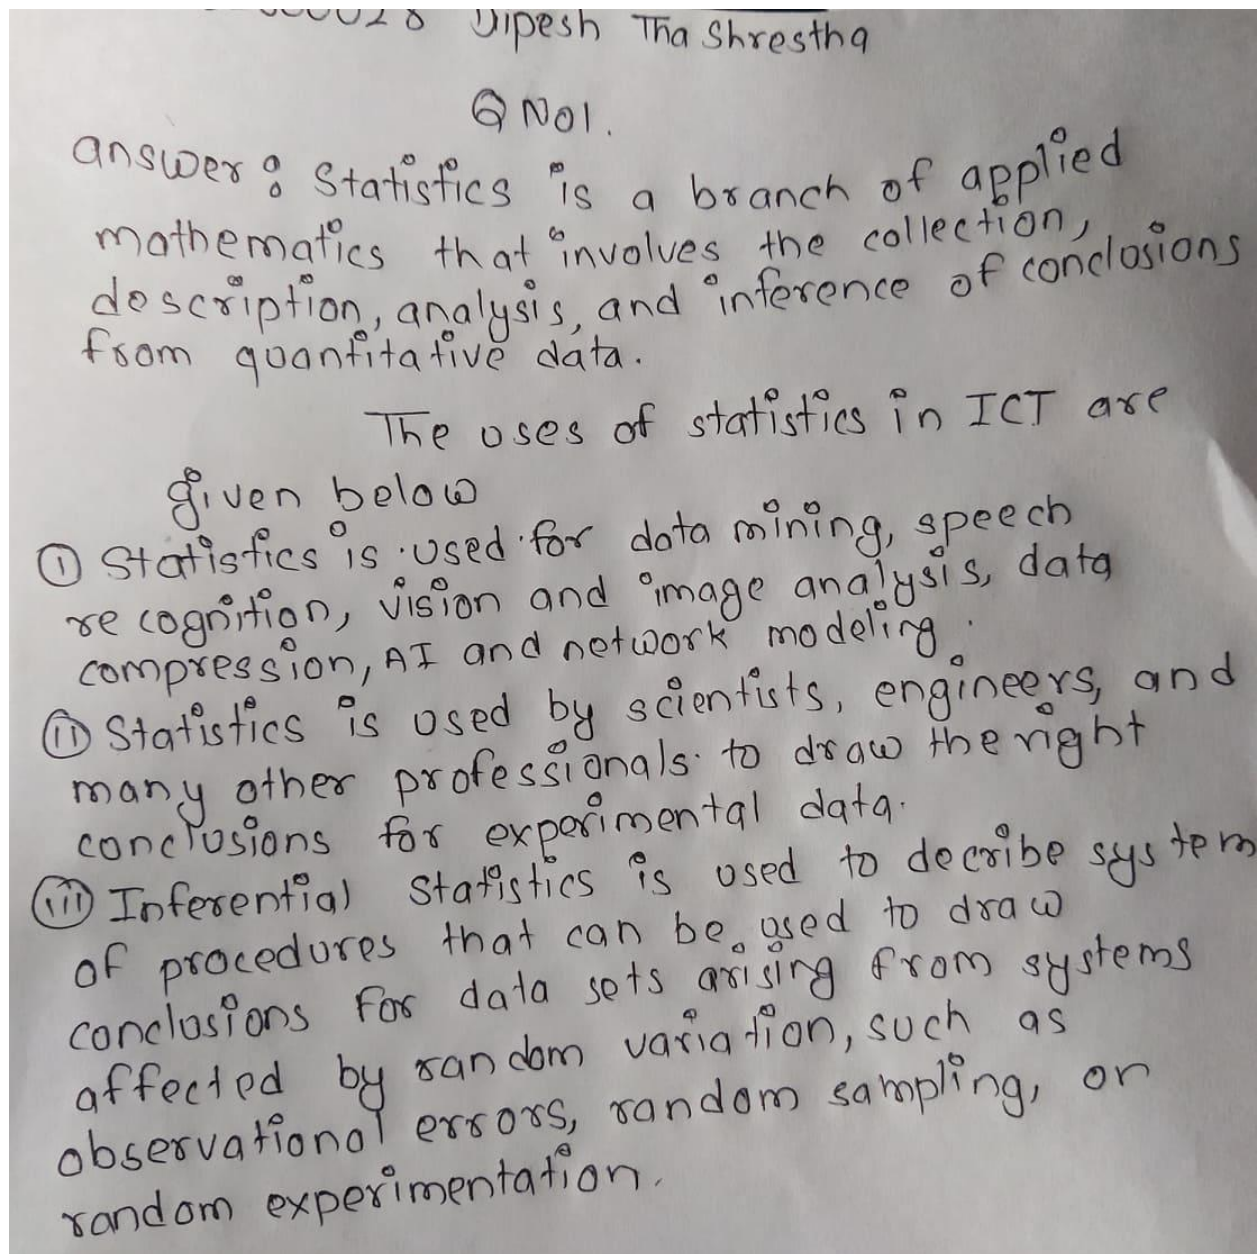 28 Dipesh Tha Shrestha
Q No1.
answer: Statistics is a branch of applied
mathematics that involves the collection,
description, analysis, and inference of conclusions
from quantitative data.
The uses of statistics in ICT are
given below
(i) Statistics is used for data mining, speech
recognition, vision and image analysis, data
compression, AI and network modeling.
(ii) Statistics is used by scientists, engineers, and
many other professionals to draw the right
conclusions for experimental data.
(iii) Inferential Statistics is used to decribe system
of procedures that can be used to draw
conclusions for data sets arising from systems
affected by random variation, such as
observational errors, random sampling, or
random experimentation.